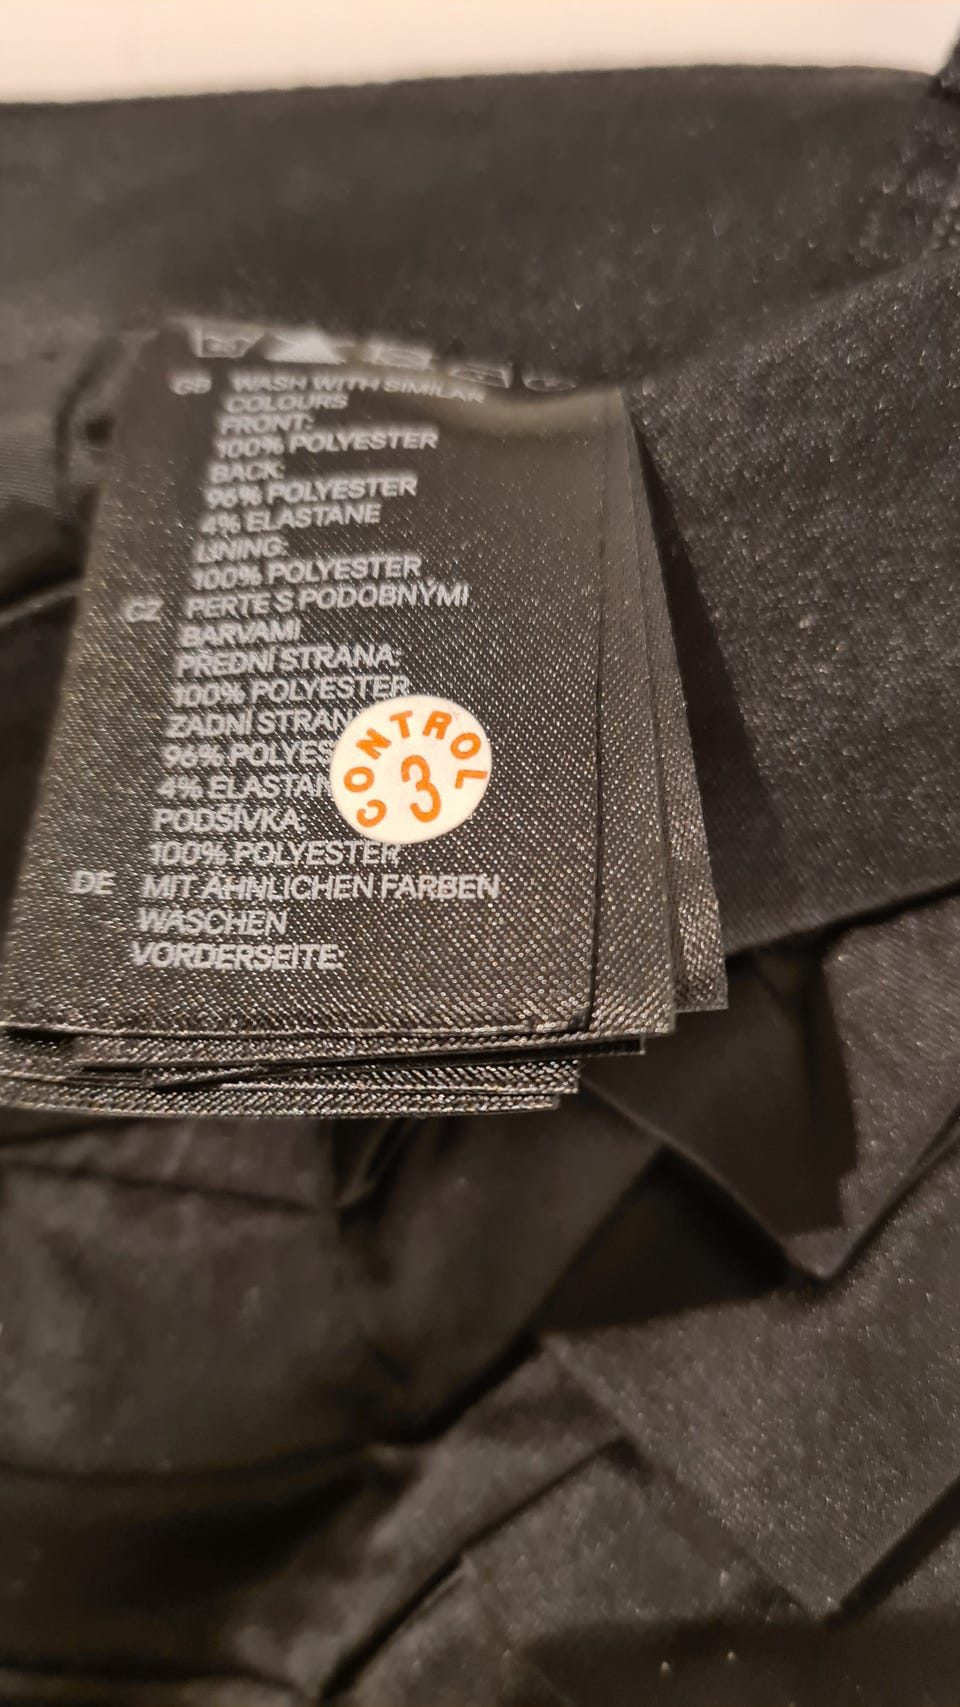 GB WASH WITH SIMILAR
COLOURS
FRONT:
100% POLYESTER
BACK:
96% POLYESTER
4% ELASTANE
LINING:
100% POLYESTER
CZ PERTE S PODOBNÝMI
BARVAMI
PŘEDNÍ STRANA:
100% POLYESTER
ZADNÍ STRAN
96% POLYES
4% ELASTAN
PODŠÍVKA:
100% POLYESTER
CONTROL
3
DE MIT ÄHNLICHEN FARBEN
WASCHEN
VORDERSEITE: